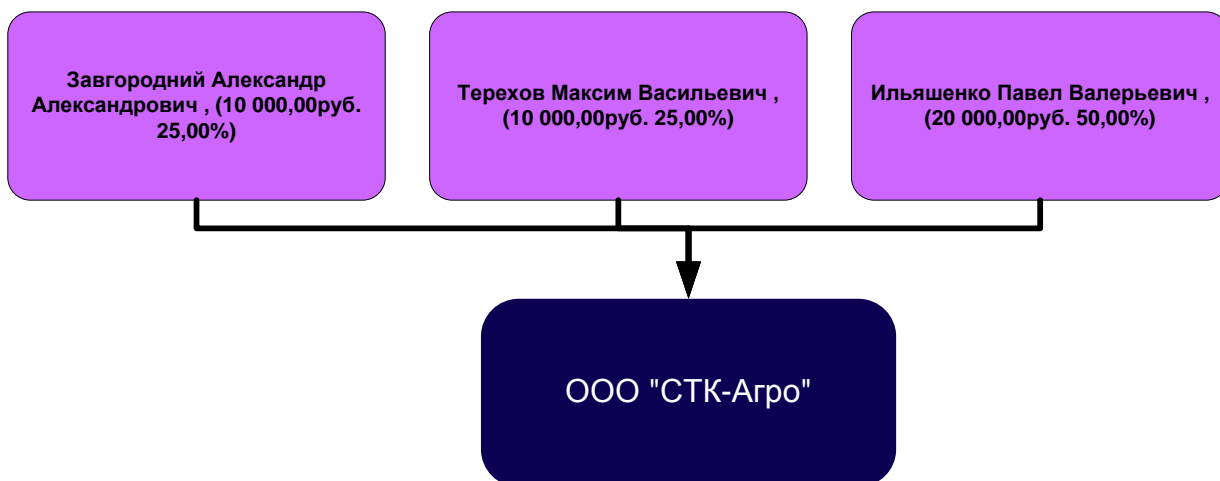 Завгородний Александр
Александрович , (10 000,00руб.
25,00%)
Терехов Максим Васильевич ,
(10 000,00руб. 25,00%)
Ильяшенко Павел Валерьевич ,
(20 000,00руб. 50,00%)
ООО "СТК-Агро"